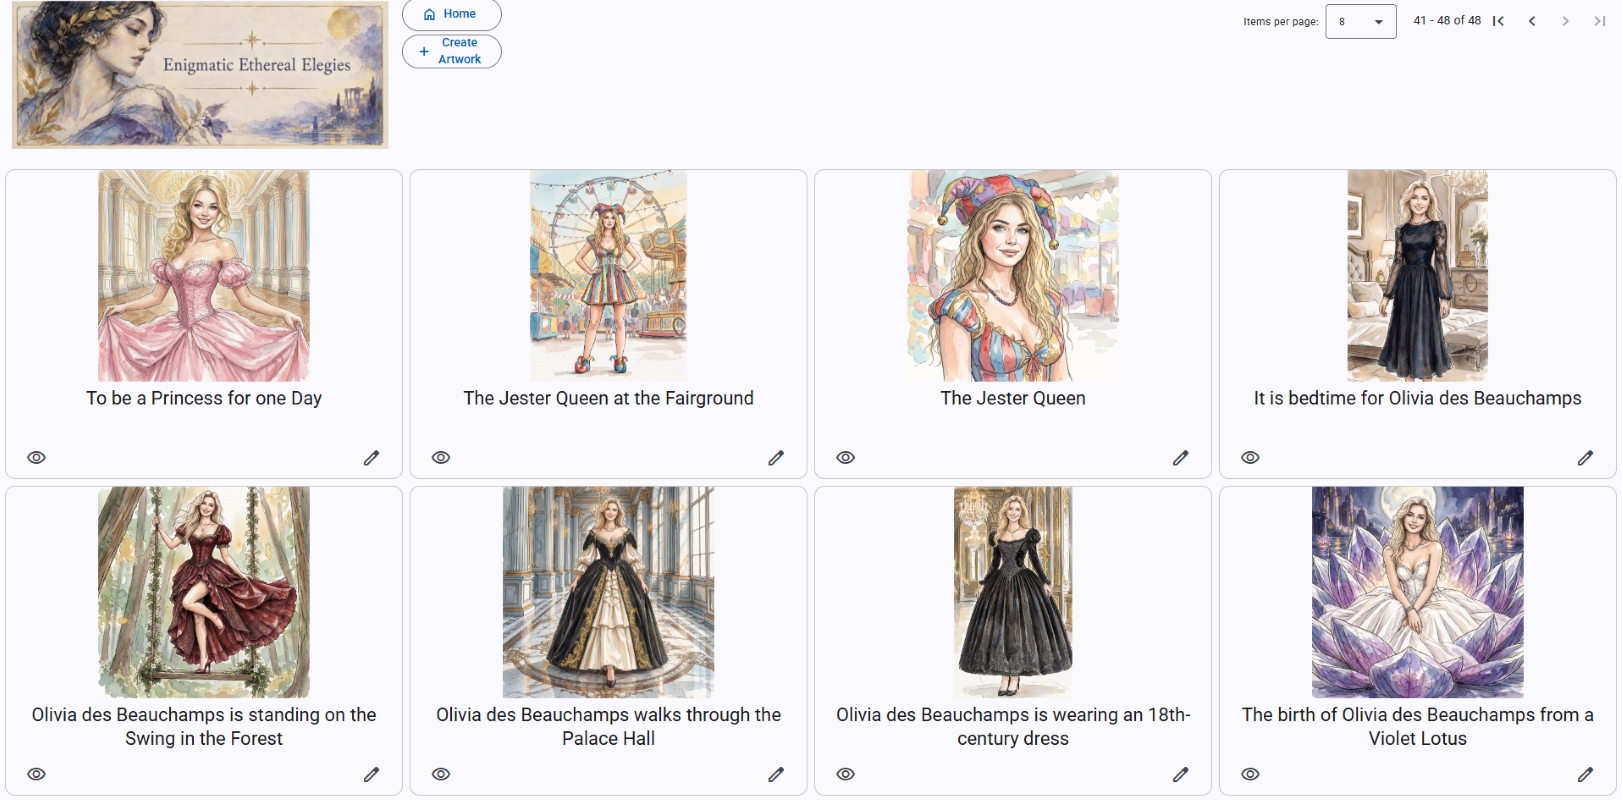 Enigmatic Ethereal Elegies
Home
Create
Artwork
Items per page:
8
41 - 48 of 48
To be a Princess for one Day
The Jester Queen at the Fairground
The Jester Queen
It is bedtime for Olivia des Beauchamps
Olivia des Beauchamps is standing on the
Swing in the Forest
Olivia des Beauchamps walks through the
Palace Hall
Olivia des Beauchamps is wearing an 18th-
century dress
The birth of Olivia des Beauchamps from a
Violet Lotus